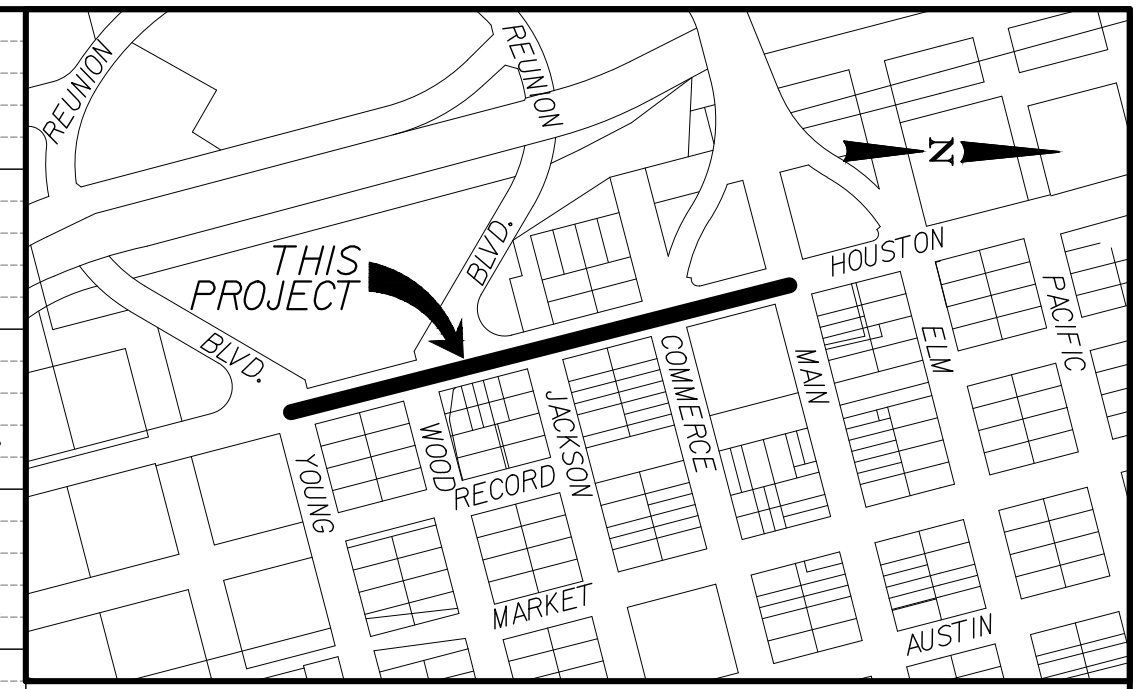 REUNION
REUNION
N
BLVD.
HOUSTON
THIS
PROJECT
PACIFIC
BLVD.
ELM
COMMERCE
MAIN
JACKSON
WOOD
YOUNG
RECORD
MARKET
AUSTIN